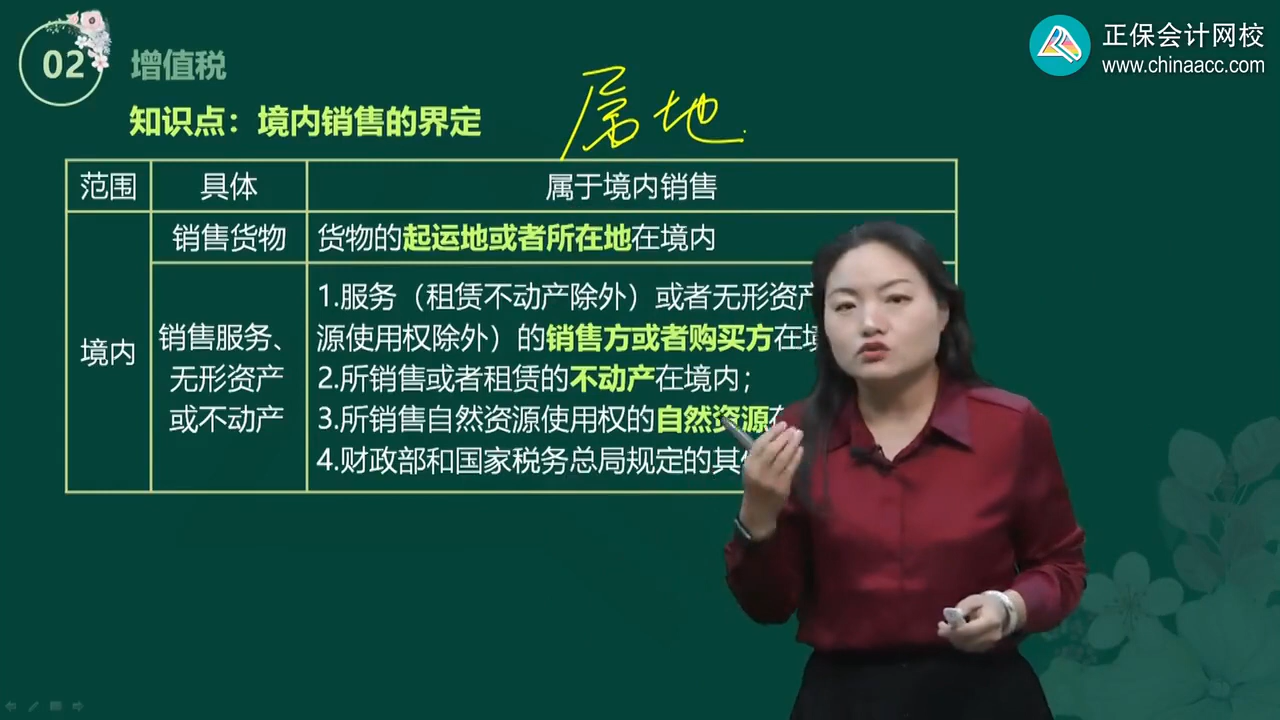 02
增值税
正保会计网校
www.chinaacc.com
知识点：境内销售的界定
属地
范围 具体 属于境内销售
境内
销售货物 货物的起运地或者所在地在境内
销售服务、
无形资产
或不动产
1.服务（租赁不动产除外）或者无形资产
源使用权除外）的销售方或者购买方在境
2.所销售或者租赁的不动产在境内；
3.所销售自然资源使用权的自然资源在
4.财政部和国家税务总局规定的其他